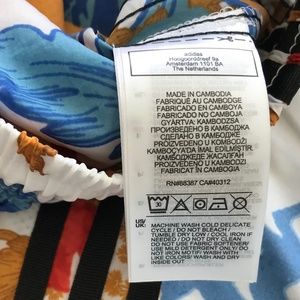 adidas
Hoogoorddreef 9a
Amsterdam 1101 BA
The Netherlands
MADE IN CAMBODIA
FABRIQUÉ AU CAMBODGE
FABRICADO EN CAMBOYA
FABRICADO NO CAMBOJA
GYÁRTVA: KAMBODZSA
ПРОИЗВЕДЕНО В КАМБОДЖА
СДЕЛАНО В КАМБОДЖЕ
PROIZVEDENO U KOMBODŽI
KAMBOÇYA'DA İMAL EDİLMİŞTİR
КАМБОДЖЕДЕ ЖАСАЛҒАН
PROIZVEDENO U KAMBODŽI
FABRICAT ÎN CAMBOGIA
RN#88387 CA#40312
US/
UK:
MACHINE WASH COLD DELICATE
CYCLE / DO NOT BLEACH /
TUMBLE DRY LOW / COOL IRON IF
NEEDED / DO NOT DRY CLEAN
DO NOT USE FABRIC SOFTENER/
USE MILD DETERGENT ONLY/ DO
NOT IRON MOTIF/ WASH WITH
LIKE COLORS/ WASH AND DRY
INSIDE OUT